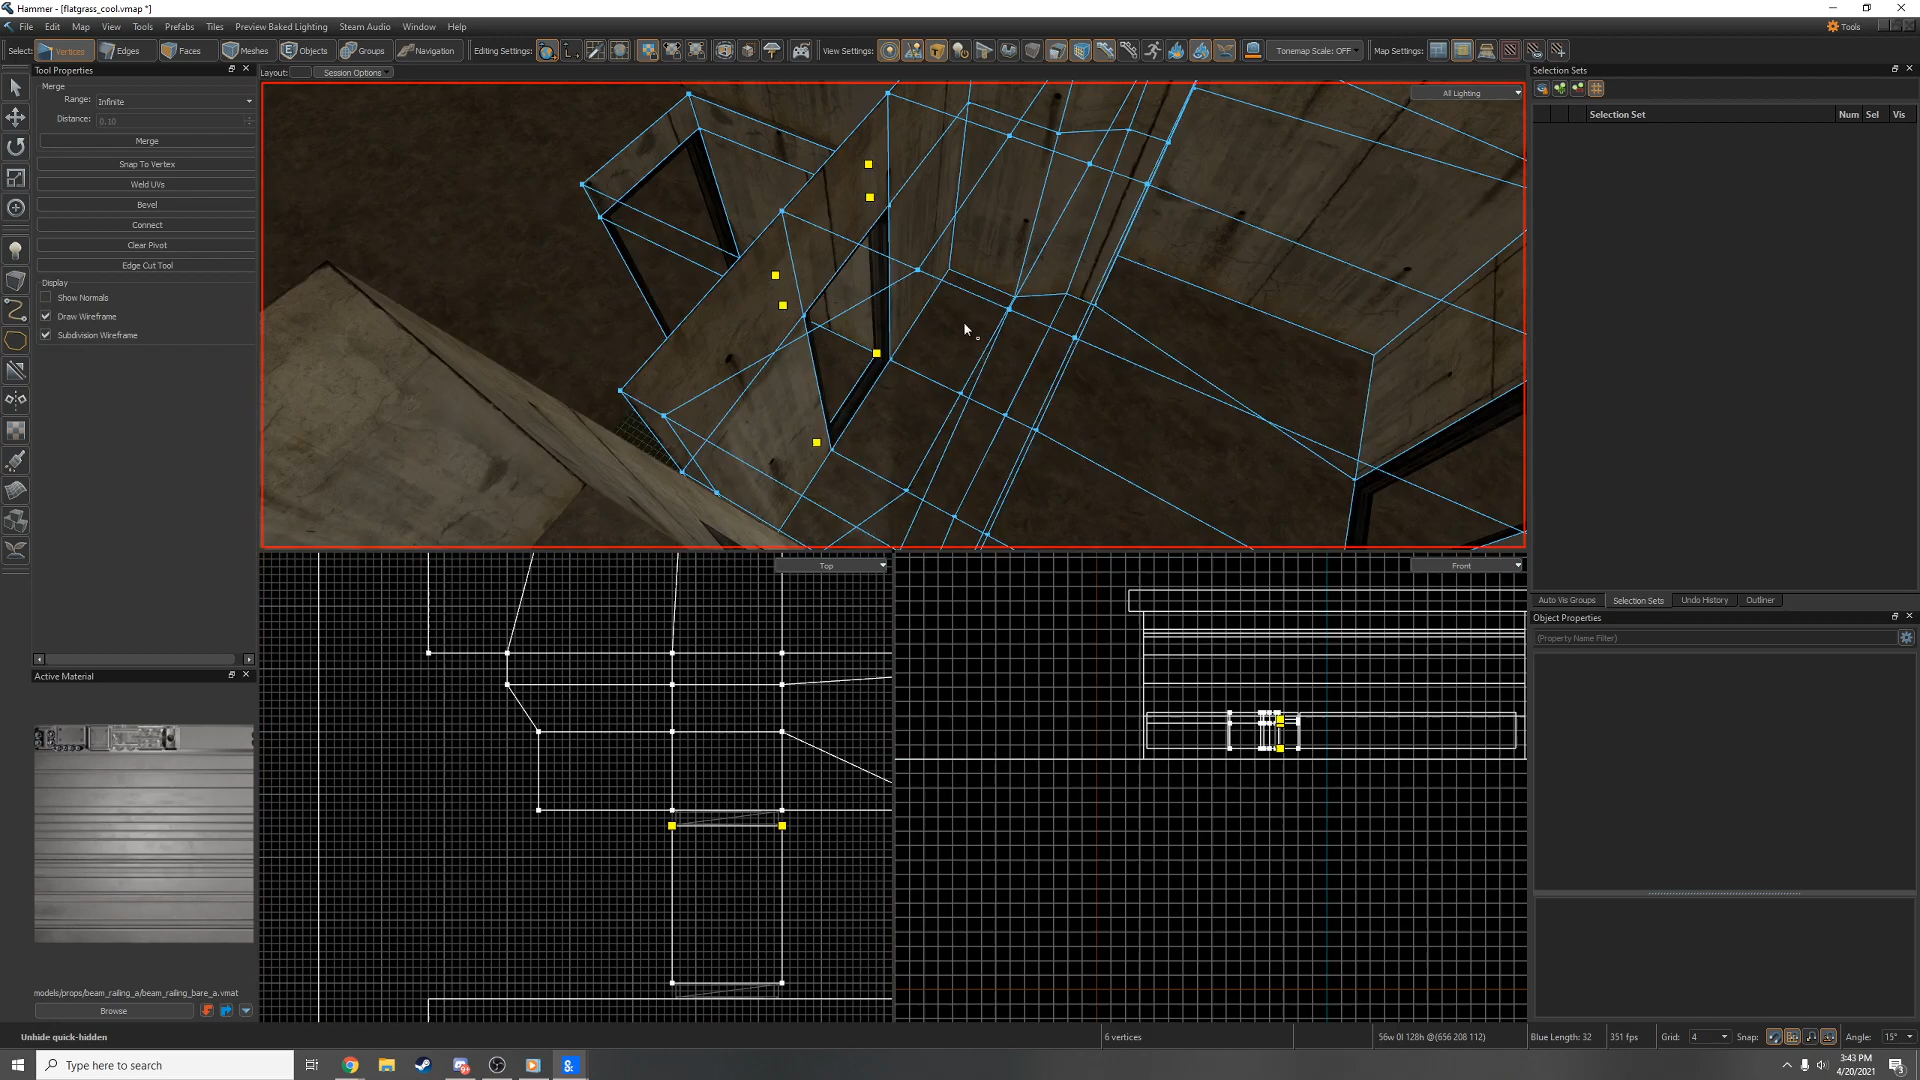 Hammer - [flatgrass_cool.vmap *]
File Edit Map View Tools Prefabs Tiles Preview Baked Lighting Steam Audio Window Help
Tools
Select: Vertices Edges Faces Meshes Objects Groups Navigation Editing Settings: View Settings: Tonemap Scale: OFF Map Settings:
Tool Properties
Layout: Session Options
Selection Sets
Merge
Range: Infinite
Distance: 0.10
Merge
Snap To Vertex
Weld UVs
Bevel
Connect
Clear Pivot
Edge Cut Tool
Display
Show Normals
Draw Wireframe
Subdivision Wireframe
All Lighting
Selection Set Num Sel Vis
Top
Front
Auto Vis Groups Selection Sets Undo History Outliner
Object Properties
(Property Name Filter)
Active Material
models/props/beam_railing_a/beam_railing_bare_a.vmat
Browse
Unhide quick-hidden
6 vertices
56w 0l 128h @(656 208 112)
Blue Length: 32
351 fps
Grid: 4
Snap:
Angle: 15°
Type here to search
3:43 PM
4/20/2021